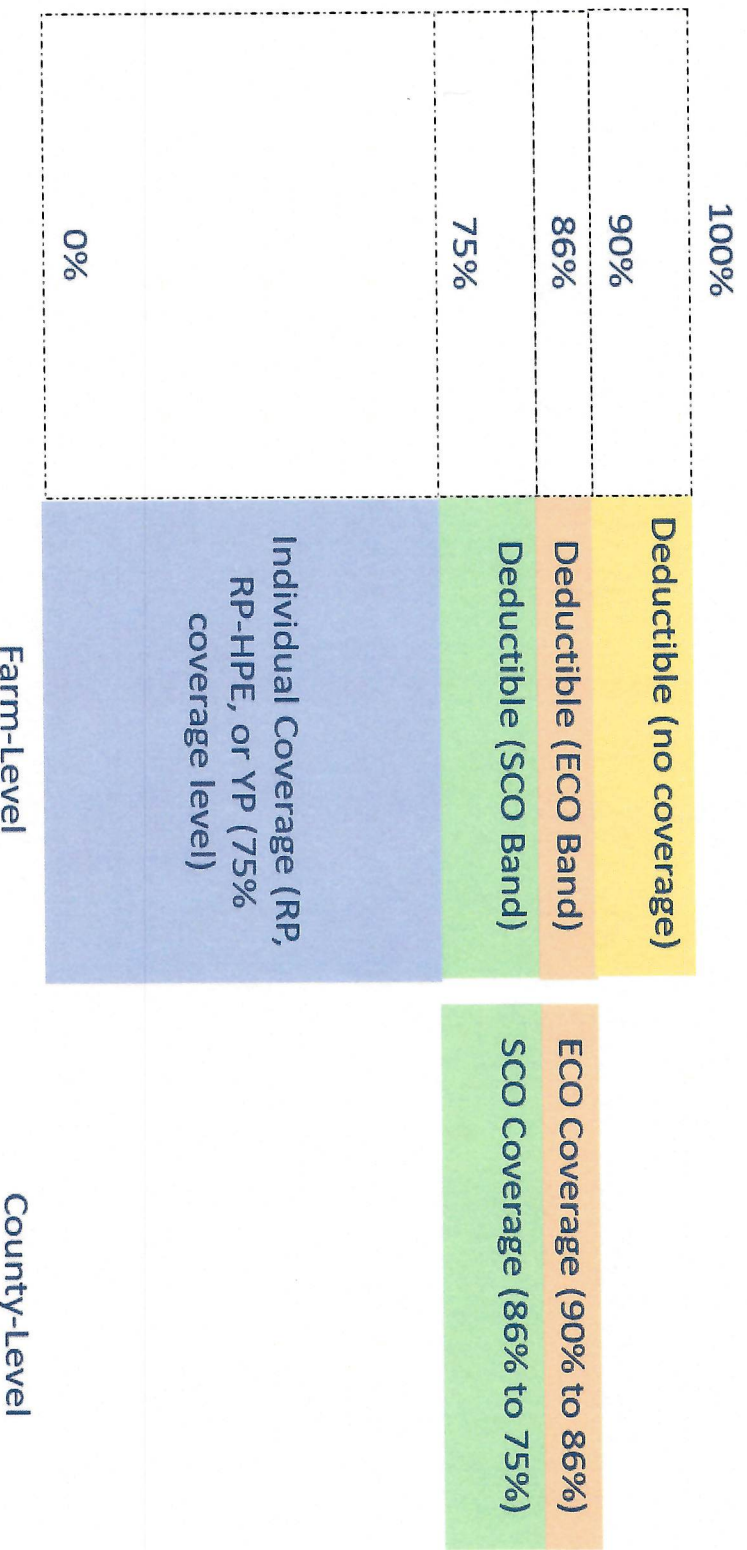 100%
90%
86%
75%
0%
Deductible (no coverage)
Deductible (ECO Band)
Deductible (SCO Band)
Individual Coverage (RP,
RP-HPE, or YP (75%
coverage level)
ECO Coverage (90% to 86%)
SCO Coverage (86% to 75%)
Farm-Level
County-Level